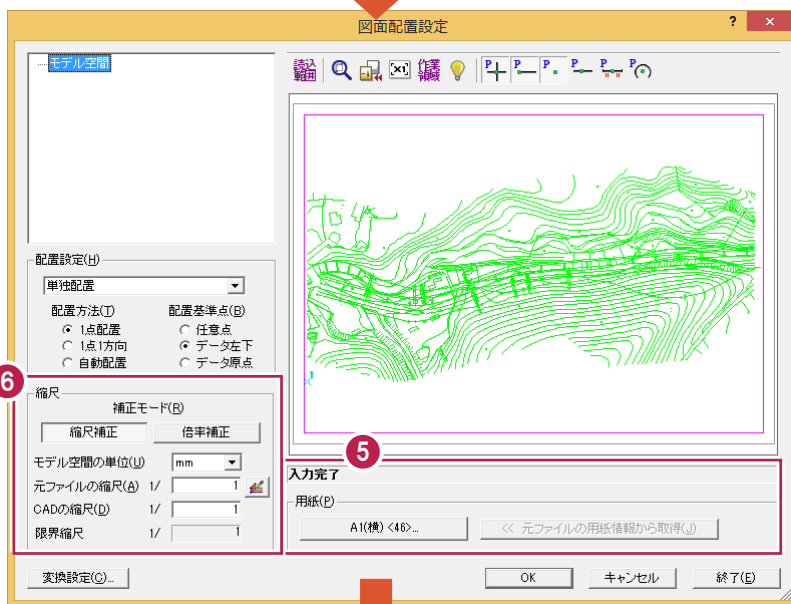 図面配置設定
? ×
モデル空間
読込範囲 [×1] 作業領域 P P P P P P
配置設定(H)
単独配置
配置方法(T) 配置基準点(B)
1点配置 任意点
1点1方向 データ左下
自動配置 データ原点
1
6
縮尺
補正モード(R)
縮尺補正 倍率補正
モデル空間の単位(U) mm
元ファイルの縮尺(A) 1/ 1
CADの縮尺(D) 1/ 1
限界縮尺 1/ 1
5
入力完了
用紙(P)
A1(横) <46>... << 元ファイルの用紙情報から取得(J)
変換設定(C)... OK キャンセル 終了(E)